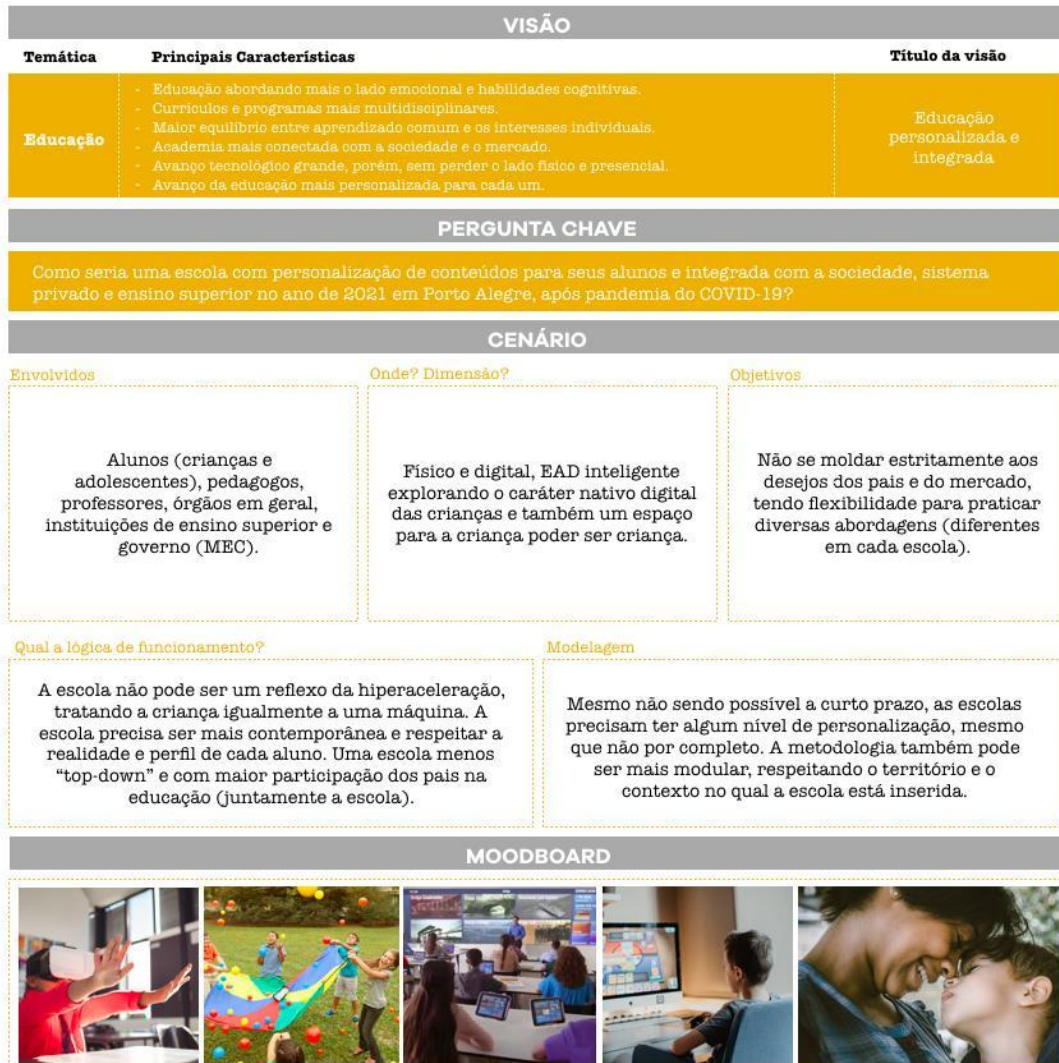 VISÃO
Temática
Principais Características
Título da visão
Educação
- Educação abordando mais o lado emocional e habilidades cognitivas.
- Currículos e programas mais multidisciplinares.
- Maior equilíbrio entre aprendizado comum e os interesses individuais.
- Academia mais conectada com a sociedade e o mercado.
- Avanço tecnológico grande, porém, sem perder o lado físico e presencial.
- Avanço da educação mais personalizada para cada um.
Educação
personalizada e
integrada
PERGUNTA CHAVE
Como seria uma escola com personalização de conteúdos para seus alunos e integrada com a sociedade, sistema
privado e ensino superior no ano de 2021 em Porto Alegre, após pandemia do COVID-19?
CENÁRIO
Envolvidos
Alunos (crianças e
adolescentes), pedagogos,
professores, órgãos em geral,
instituições de ensino superior e
governo (MEC).
Onde? Dimensão?
Físico e digital, EAD inteligente
explorando o caráter nativo digital
das crianças e também um espaço
para a criança poder ser criança.
Objetivos
Não se moldar estritamente aos
desejos dos pais e do mercado,
tendo flexibilidade para praticar
diversas abordagens (diferentes
em cada escola).
Qual a lógica de funcionamento?
A escola não pode ser um reflexo da hiperaceleração,
tratando a criança igualmente a uma máquina. A
escola precisa ser mais contemporânea e respeitar a
realidade e perfil de cada aluno. Uma escola menos
“top-down” e com maior participação dos pais na
educação (juntamente a escola).
Modelagem
Mesmo não sendo possível a curto prazo, as escolas
precisam ter algum nível de personalização, mesmo
que não por completo. A metodologia também pode
ser mais modular, respeitando o território e o
contexto no qual a escola está inserida.
MOODBOARD